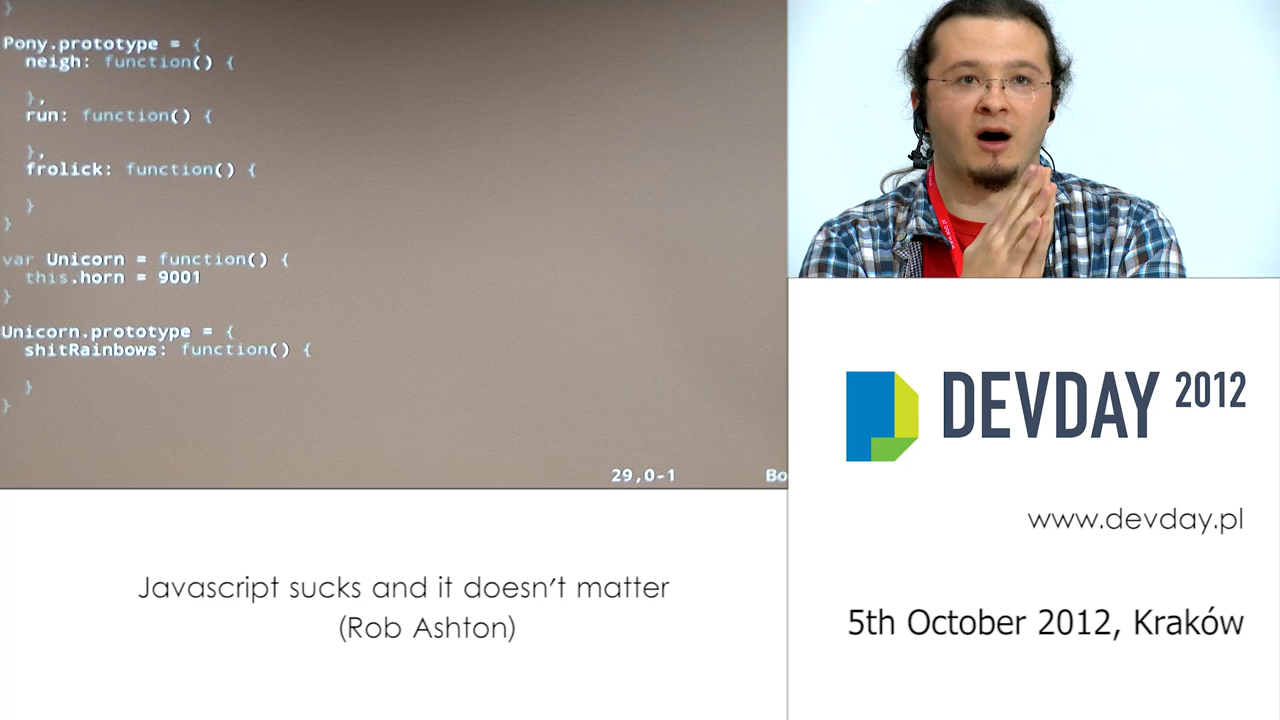 }
Pony.prototype = {
neigh: function() {
},
run: function() {
},
frolick: function() {
}
}
var Unicorn = function() {
this.horn = 9001
}
Unicorn.prototype = {
shitRainbows: function() {
}
}
29,0-1
Bo
Javascript sucks and it doesn't matter
(Rob Ashton)
DEVDAY 2012
www.devday.pl
5th October 2012, Kraków